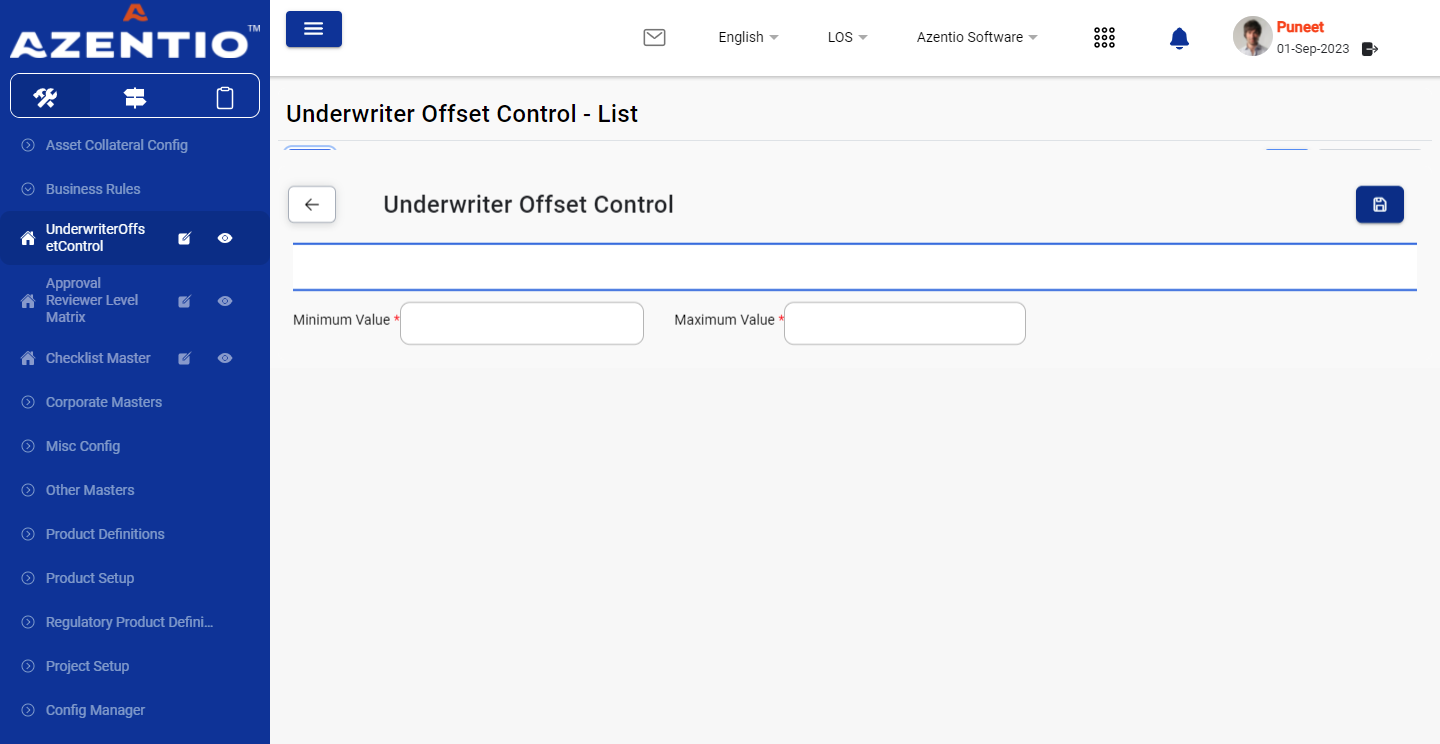 AZENTIO™
Asset Collateral Config
Business Rules
UnderwriterOffs
etControl
Approval
Reviewer Level
Matrix
Checklist Master
Corporate Masters
Misc Config
Other Masters
Product Definitions
Product Setup
Regulatory Product Defini...
Project Setup
Config Manager
English
LOS
Azentio Software
Puneet
01-Sep-2023
Underwriter Offset Control - List
Underwriter Offset Control
Minimum Value *
Maximum Value *